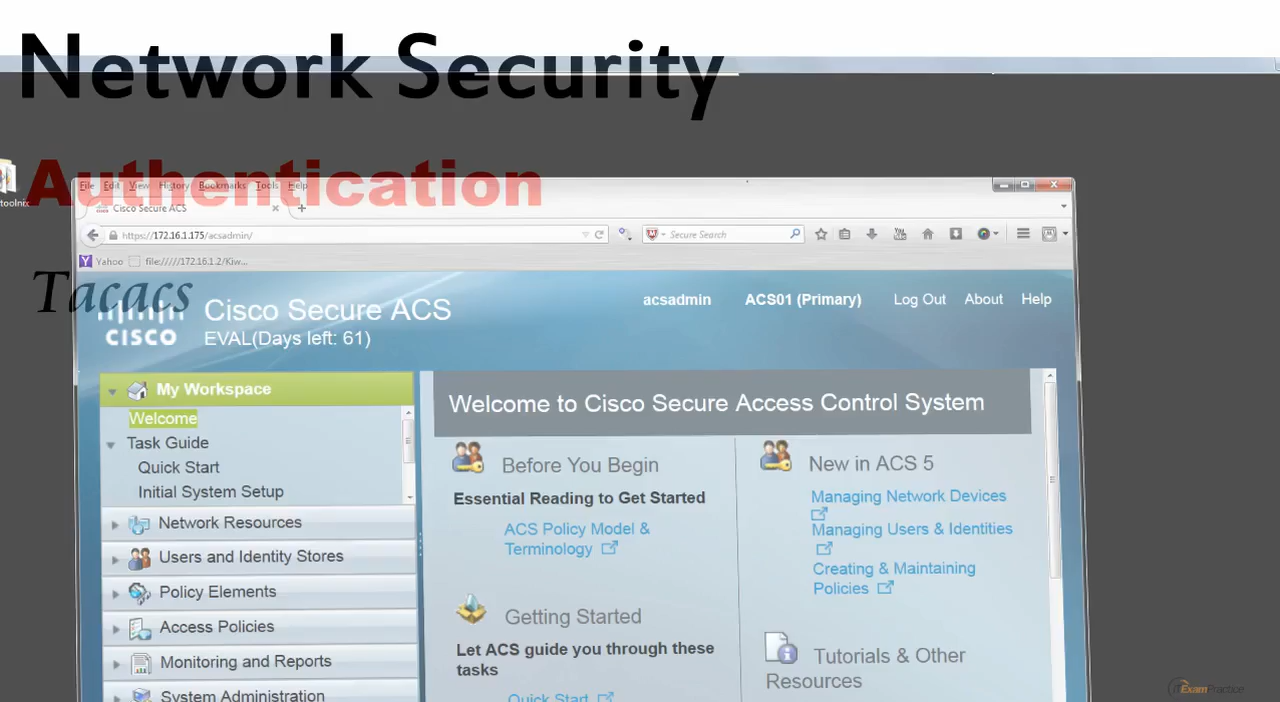 Network Security
Authentication
File Edit View History Bookmarks Tools Help
Cisco Secure ACS
https://172.16.1.175/acsadmin/
Secure Search
Yahoo
file://///172.16.1.2/Kiw...
Tacacs
CISCO
Cisco Secure ACS
EVAL(Days left: 61)
acsadmin
ACS01 (Primary)
Log Out
About
Help
My Workspace
Welcome
Task Guide
Quick Start
Initial System Setup
Network Resources
Users and Identity Stores
Policy Elements
Access Policies
Monitoring and Reports
System Administration
Welcome to Cisco Secure Access Control System
Before You Begin
Essential Reading to Get Started
ACS Policy Model &
Terminology
Getting Started
Let ACS guide you through these
tasks
Quick Start
New in ACS 5
Managing Network Devices
Managing Users & Identities
Creating & Maintaining
Policies
Tutorials & Other
Resources
ITExamPractice